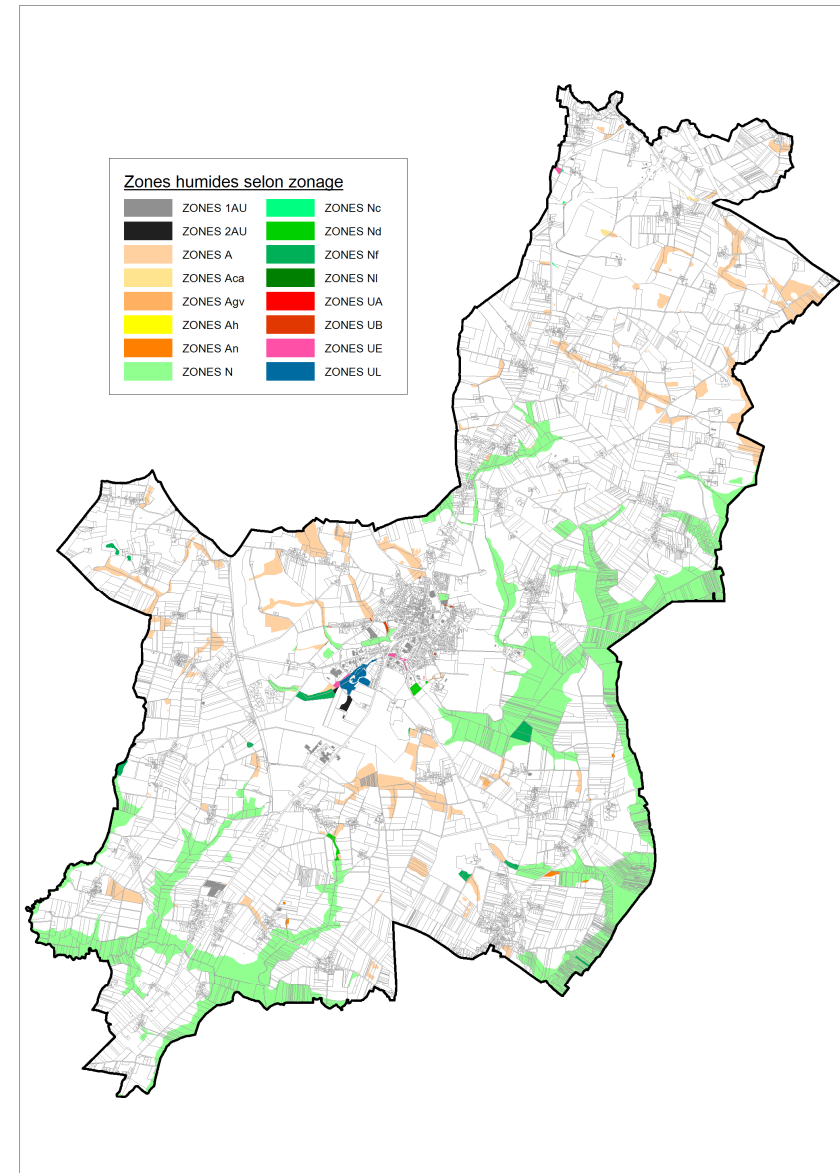 Zones humides selon zonage
ZONES 1AU
ZONES 2AU
ZONES A
ZONES Aca
ZONES Agv
ZONES Ah
ZONES An
ZONES N
ZONES Nc
ZONES Nd
ZONES Nf
ZONES Nl
ZONES UA
ZONES UB
ZONES UE
ZONES UL